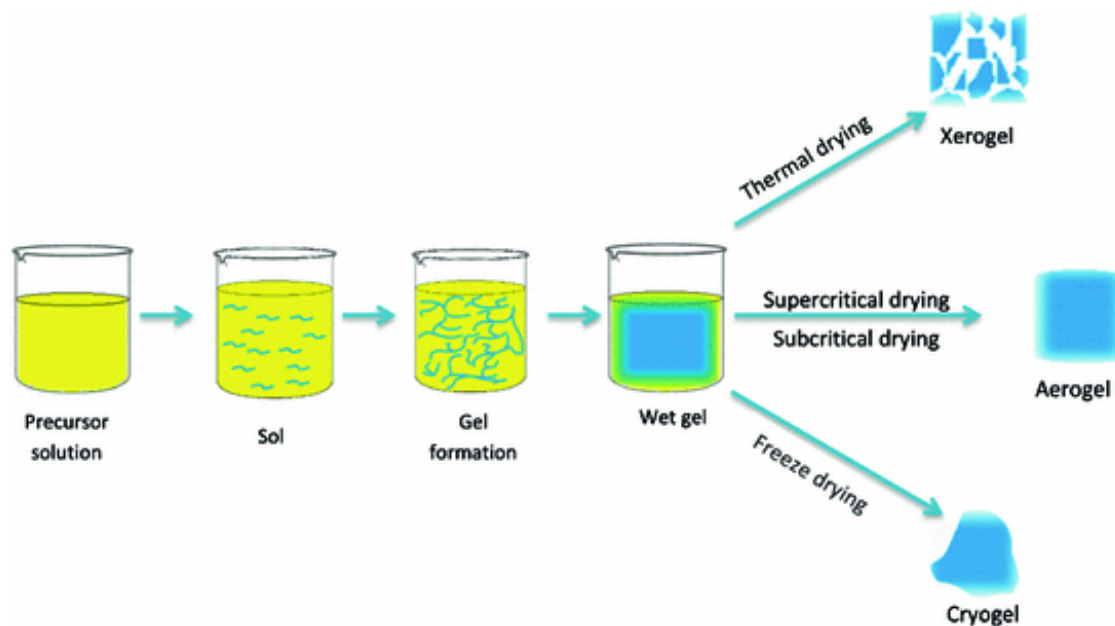 Thermal drying
Xerogel
Supercritical drying
Subcritical drying
Aerogel
Precursor
solution
Sol
Gel
formation
Wet gel
Freeze drying
Cryogel